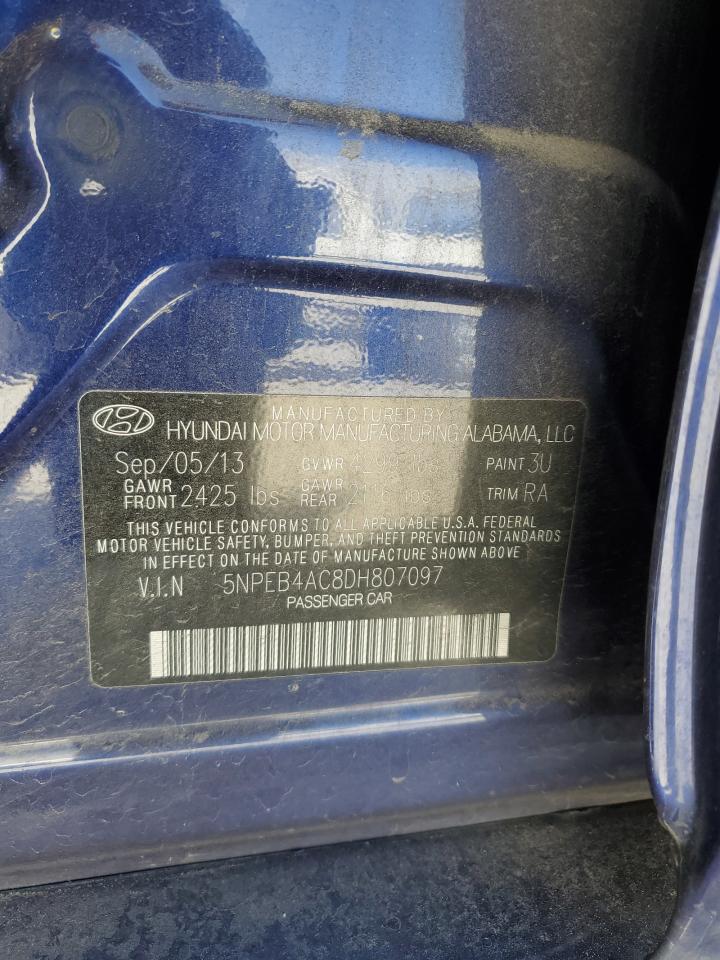 MANUFACTURED BY
HYUNDAI MOTOR MANUFACTURING ALABAMA, LLC
Sep/05/13 GVWR PAINT 3U
GAWR FRONT 2425 lbs GAWR REAR lbs TRIM RA
THIS VEHICLE CONFORMS TO ALL APPLICABLE U.S.A. FEDERAL
MOTOR VEHICLE SAFETY, BUMPER, AND THEFT PREVENTION STANDARDS
IN EFFECT ON THE DATE OF MANUFACTURE SHOWN ABOVE
V.I.N 5NPEB4AC8DH807097
PASSENGER CAR